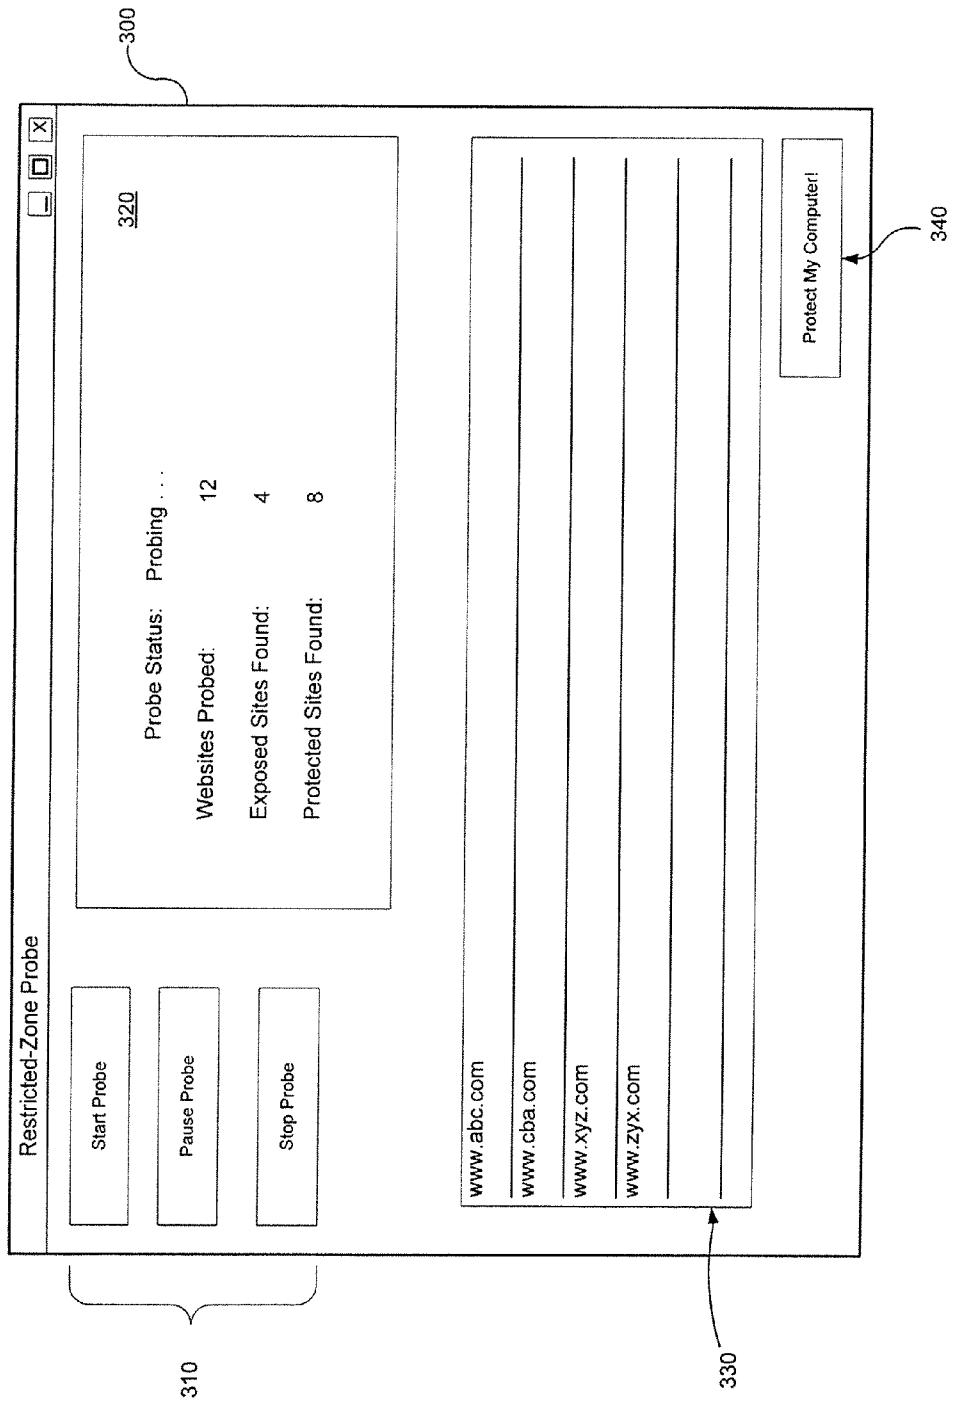 300
Restricted-Zone Probe
X
310
Start Probe
Pause Probe
Stop Probe
320
Probe Status: Probing . . .
Websites Probed: 12
Exposed Sites Found: 4
Protected Sites Found: 8
www.abc.com
www.cba.com
www.xyz.com
www.zyx.com
330
Protect My Computer!
340